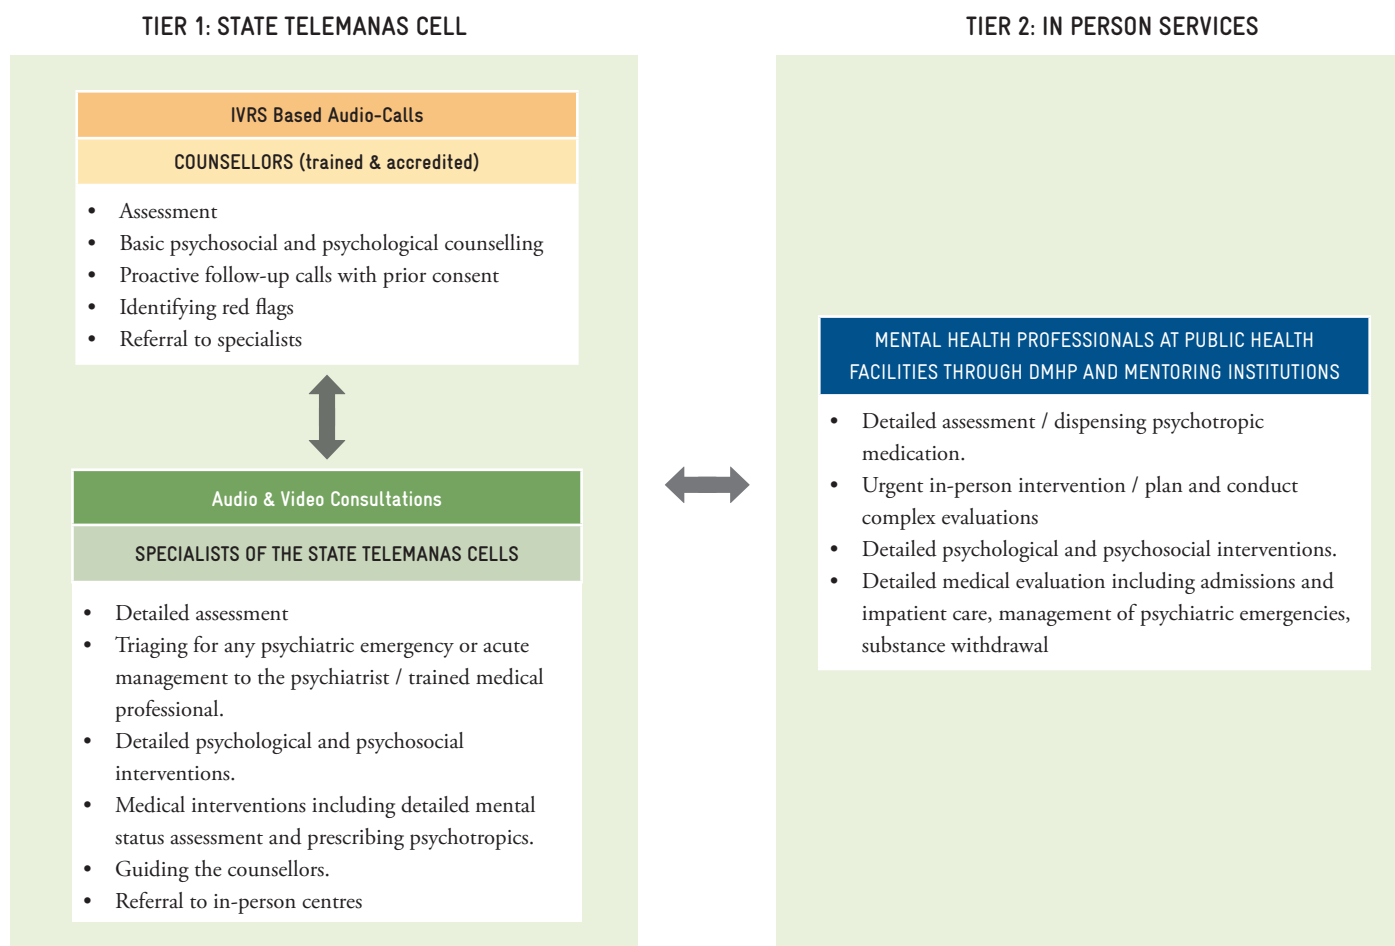 TIER 1: STATE TELEMANAS CELL
IVRS Based Audio-Calls
COUNSELLORS (trained & accredited)
• Assessment
• Basic psychosocial and psychological counselling
• Proactive follow-up calls with prior consent
• Identifying red flags
• Referral to specialists
Audio & Video Consultations
SPECIALISTS OF THE STATE TELEMANAS CELLS
• Detailed assessment
• Triaging for any psychiatric emergency or acute
management to the psychiatrist / trained medical
professional.
• Detailed psychological and psychosocial
interventions.
• Medical interventions including detailed mental
status assessment and prescribing psychotropics.
• Guiding the counsellors.
• Referral to in-person centres
TIER 2: IN PERSON SERVICES
MENTAL HEALTH PROFESSIONALS AT PUBLIC HEALTH
FACILITIES THROUGH DMHP AND MENTORING INSTITUTIONS
• Detailed assessment / dispensing psychotropic
medication.
• Urgent in-person intervention / plan and conduct
complex evaluations
• Detailed psychological and psychosocial interventions.
• Detailed medical evaluation including admissions and
impatient care, management of psychiatric emergencies,
substance withdrawal